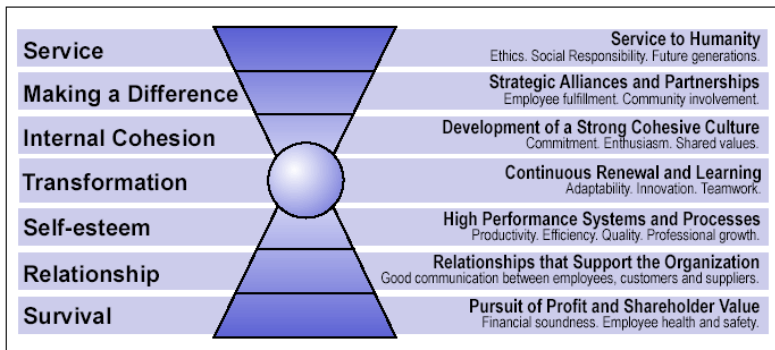 Service
Service to Humanity
Ethics. Social Responsibility. Future generations.
Making a Difference
Strategic Alliances and Partnerships
Employee fulfillment. Community involvement.
Internal Cohesion
Development of a Strong Cohesive Culture
Commitment. Enthusiasm. Shared values.
Transformation
Continuous Renewal and Learning
Adaptability. Innovation. Teamwork.
Self-esteem
High Performance Systems and Processes
Productivity. Efficiency. Quality. Professional growth.
Relationship
Relationships that Support the Organization
Good communication between employees, customers and suppliers.
Survival
Pursuit of Profit and Shareholder Value
Financial soundness. Employee health and safety.